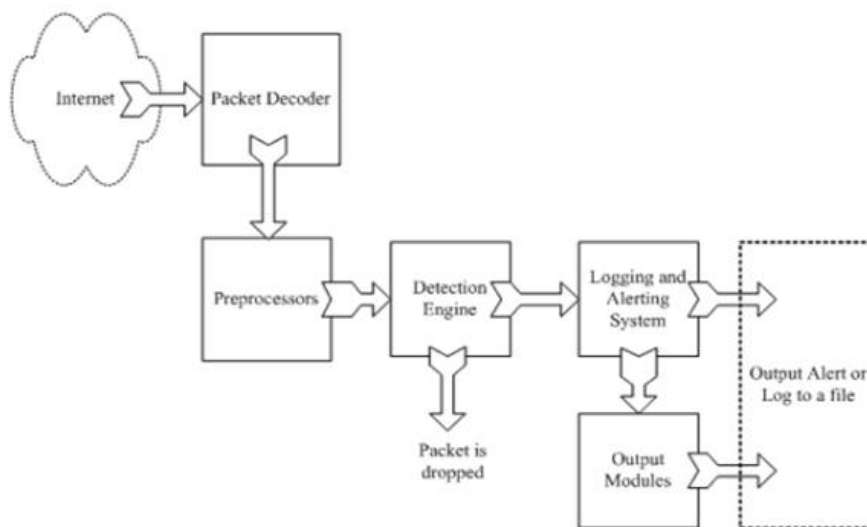 Internet
Packet Decoder
Preprocessors
Detection
Engine
Logging and
Alerting
System
Output Alert or
Log to a file
Packet is
dropped
Output
Modules